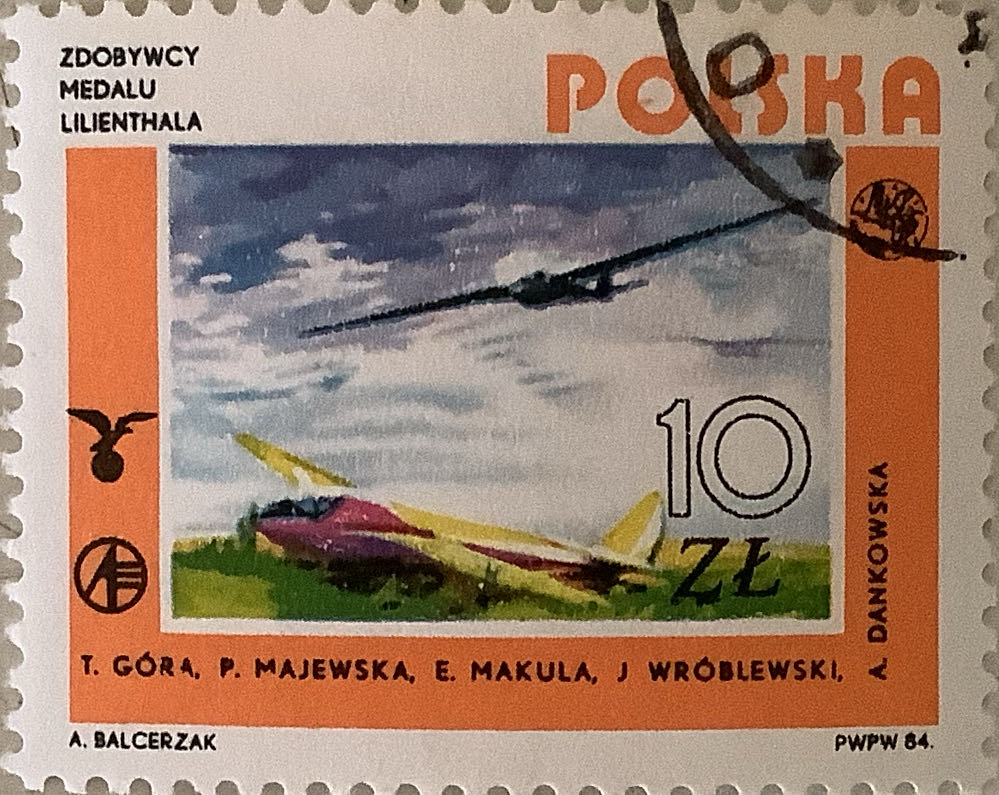 ZDOBYWCY
MEDALU
LILIENTHALA
POLSKA
10
ZŁ
T. GÓRA, P. MAJEWSKA, E. MAKULA, J WRÓBLEWSKI,
A. DANKOWSKA
A. BALCERZAK
PWPW 84.